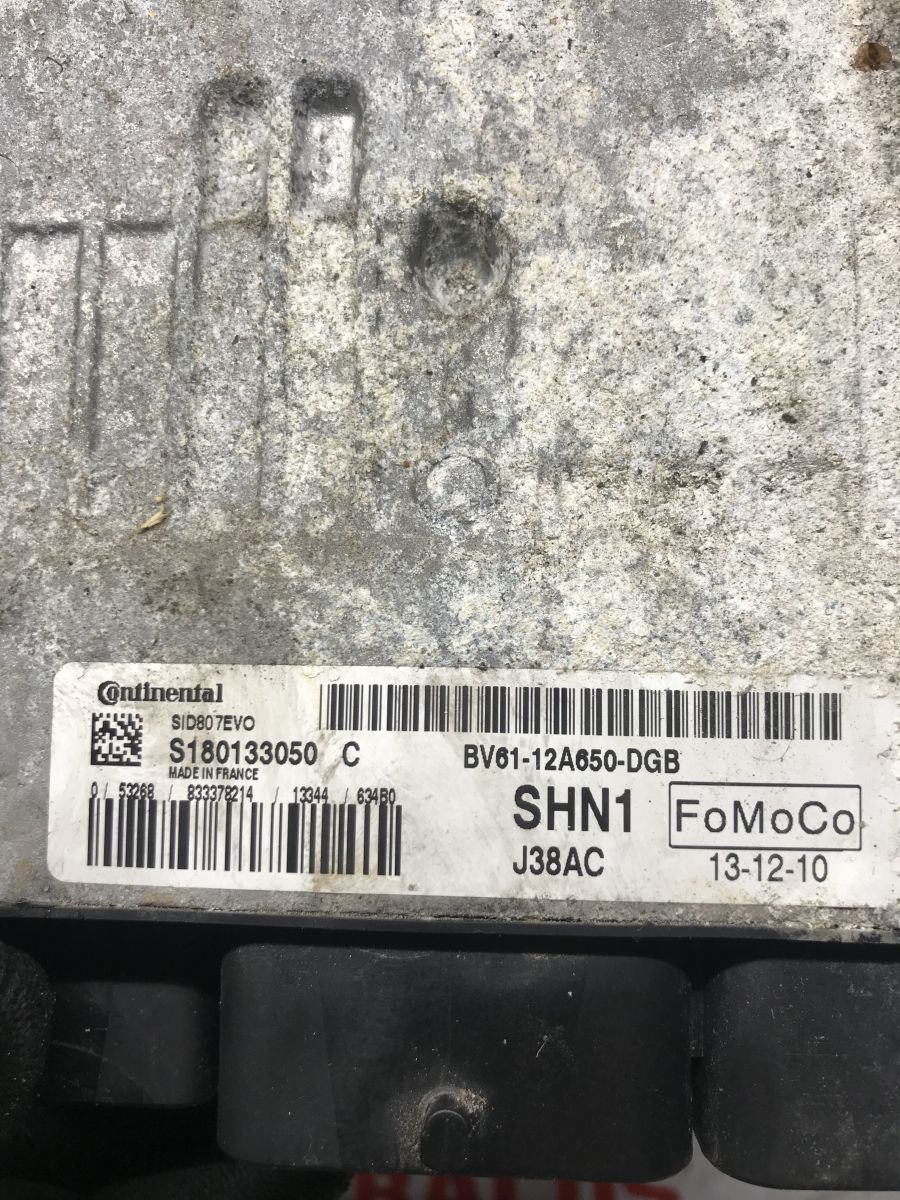 Continental
SID807EVO
S180133050 C
MADE IN FRANCE
0 / 53268 / 833378214 / 13344 / 634B0
BV61-12A650-DGB
SHN1
FoMoCo
J38AC
13-12-10